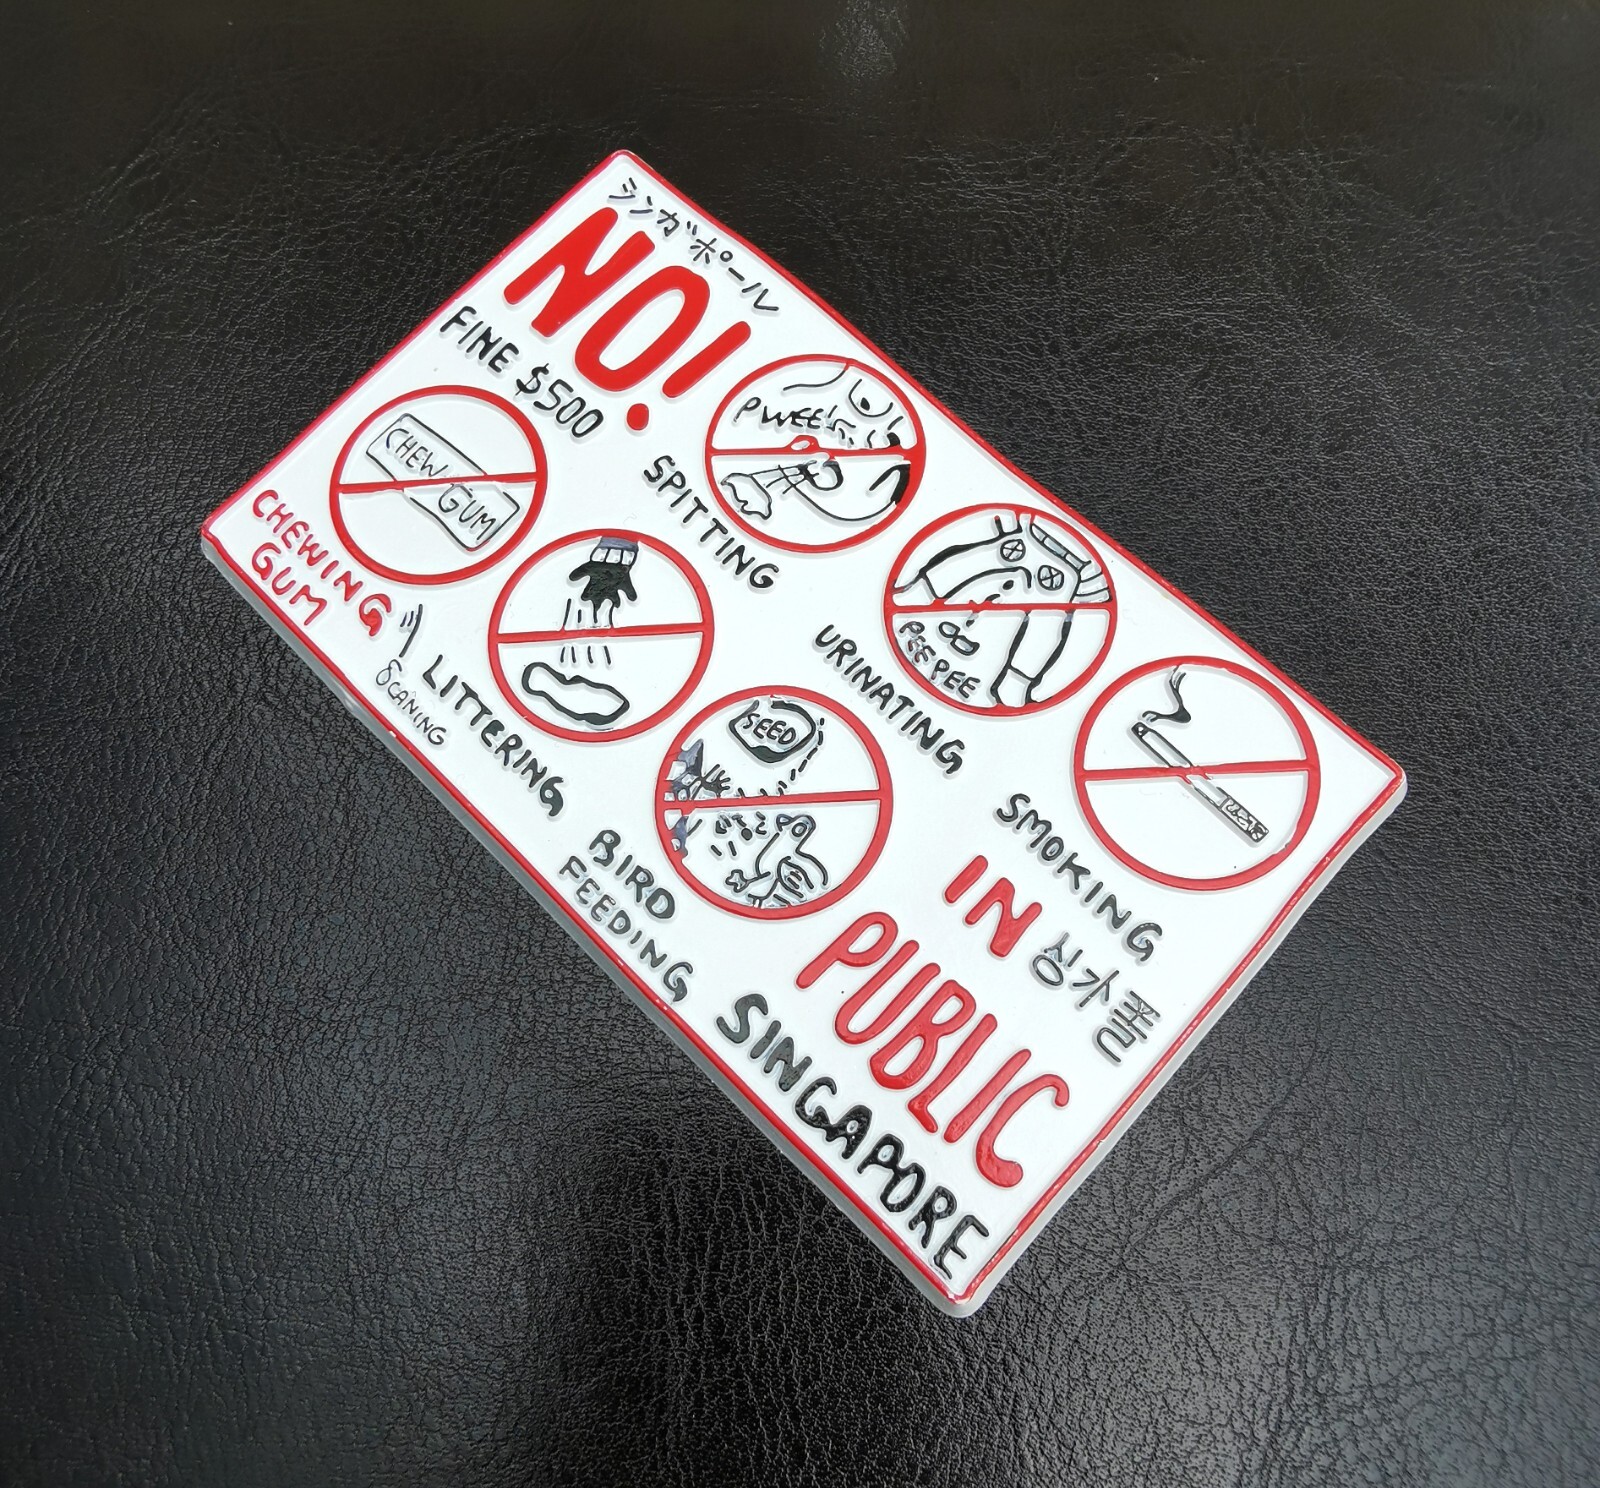 シンガポール
NO!
FINE $500
PWEE
CHEW GUM
SPITTING
CHEWING
GUM
PEE PEE
LITTERING
SCANING
URINATING
SEED
SMOKING
BIRD
FEEDING
IN
싱가폴
PUBLIC
SINGAPORE